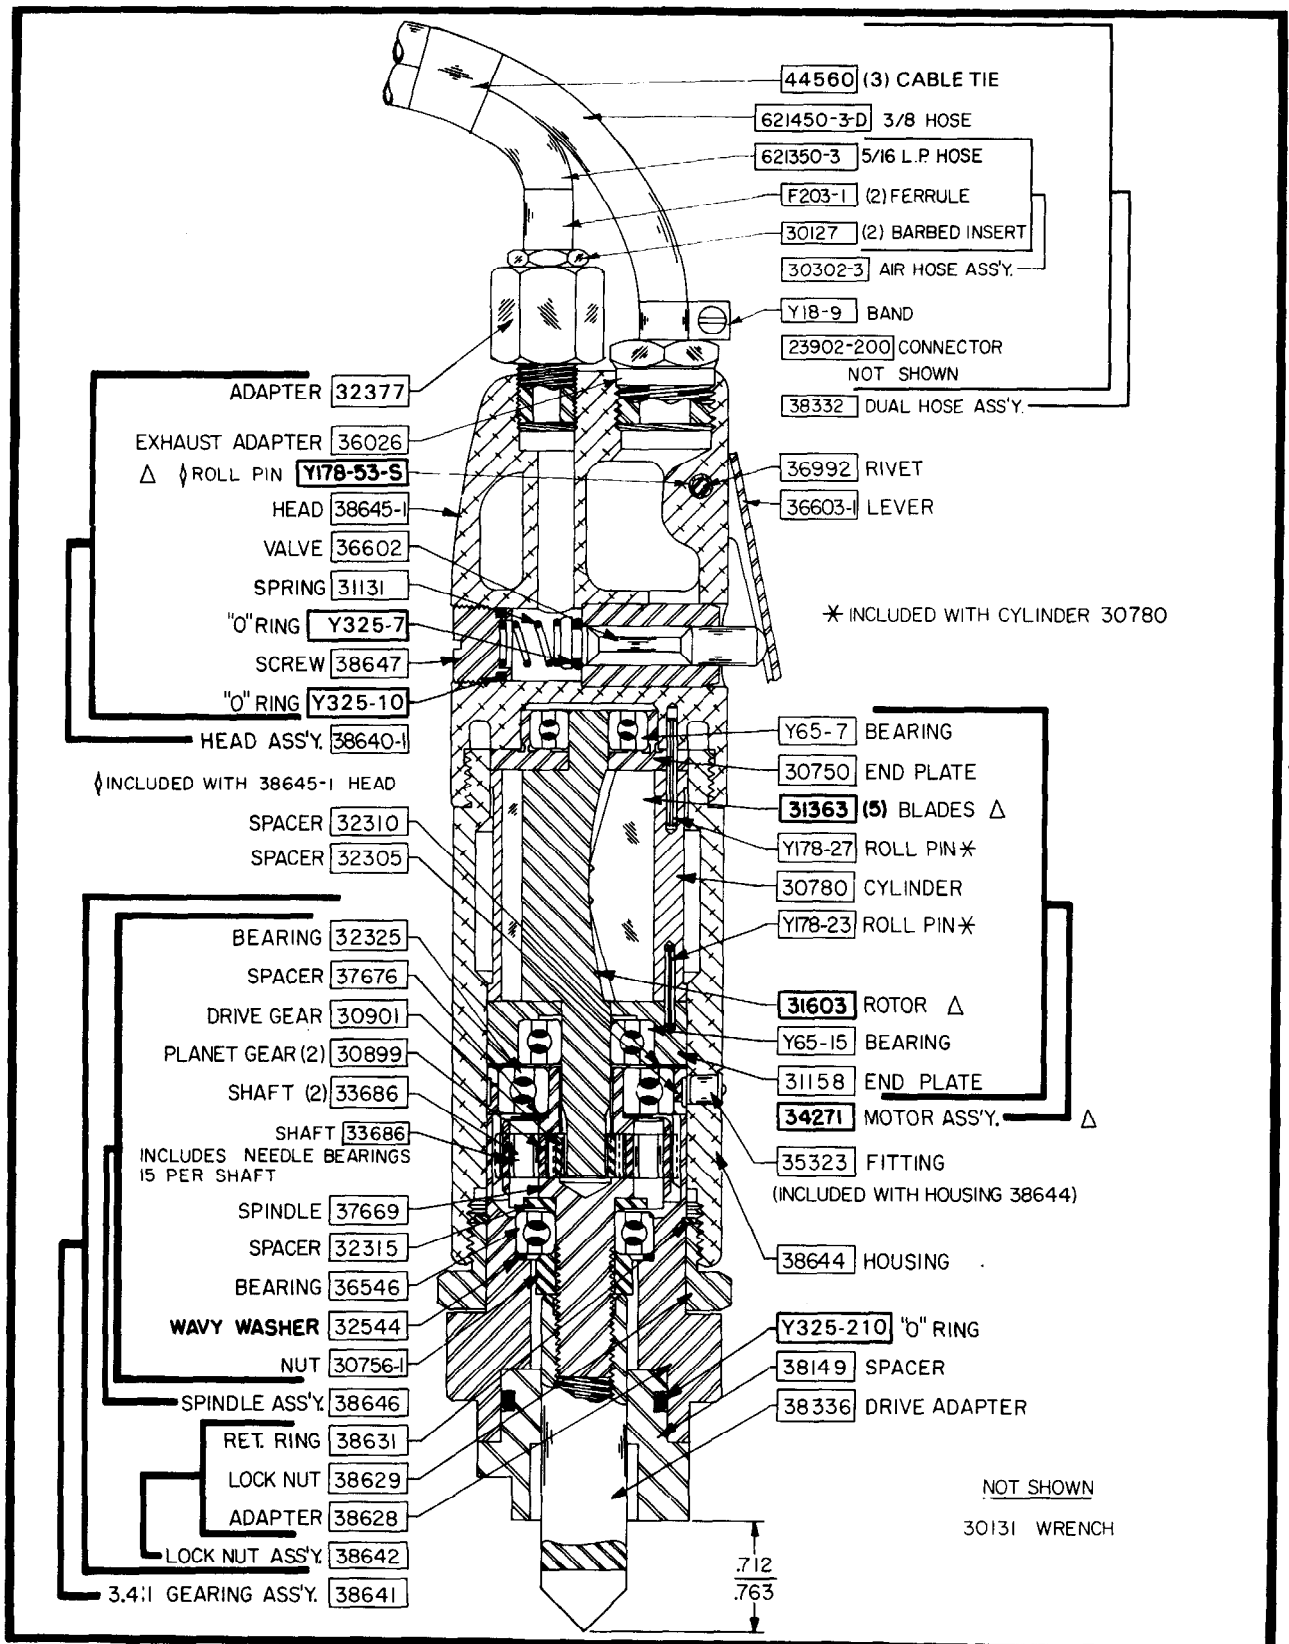 44560 (3) CABLE TIE
621450-3-D 3/8 HOSE
621350-3 5/16 L.P. HOSE
F203-1 (2) FERRULE
30127 (2) BARBED INSERT
30302-3 AIR HOSE ASS'Y.
Y18-9 BAND
23902-200 CONNECTOR
NOT SHOWN
38332 DUAL HOSE ASS'Y.
36992 RIVET
36603-1 LEVER
* INCLUDED WITH CYLINDER 30780
ADAPTER 32377
EXHAUST ADAPTER 36026
△ ◊ ROLL PIN Y178-53-S
HEAD 38645-1
VALVE 36602
SPRING 31131
"O" RING Y325-7
SCREW 38647
"O" RING Y325-10
HEAD ASS'Y. 38640-1
◊ INCLUDED WITH 38645-1 HEAD
SPACER 32310
SPACER 32305
BEARING 32325
SPACER 37676
DRIVE GEAR 30901
PLANET GEAR (2) 30899
SHAFT (2) 33686
SHAFT 33686
INCLUDES NEEDLE BEARINGS
15 PER SHAFT
SPINDLE 37669
SPACER 32315
BEARING 36546
WAVY WASHER 32544
NUT 30756-1
SPINDLE ASS'Y. 38646
RET. RING 38631
LOCK NUT 38629
ADAPTER 38628
LOCK NUT ASS'Y. 38642
3.4:1 GEARING ASS'Y. 38641
Y65-7 BEARING
30750 END PLATE
31363 (5) BLADES △
Y178-27 ROLL PIN *
30780 CYLINDER
Y178-23 ROLL PIN *
31603 ROTOR △
Y65-15 BEARING
31158 END PLATE
34271 MOTOR ASS'Y. △
35323 FITTING
(INCLUDED WITH HOUSING 38644)
38644 HOUSING
Y325-210 "O" RING
38149 SPACER
38336 DRIVE ADAPTER
NOT SHOWN
30131 WRENCH
.712
.763